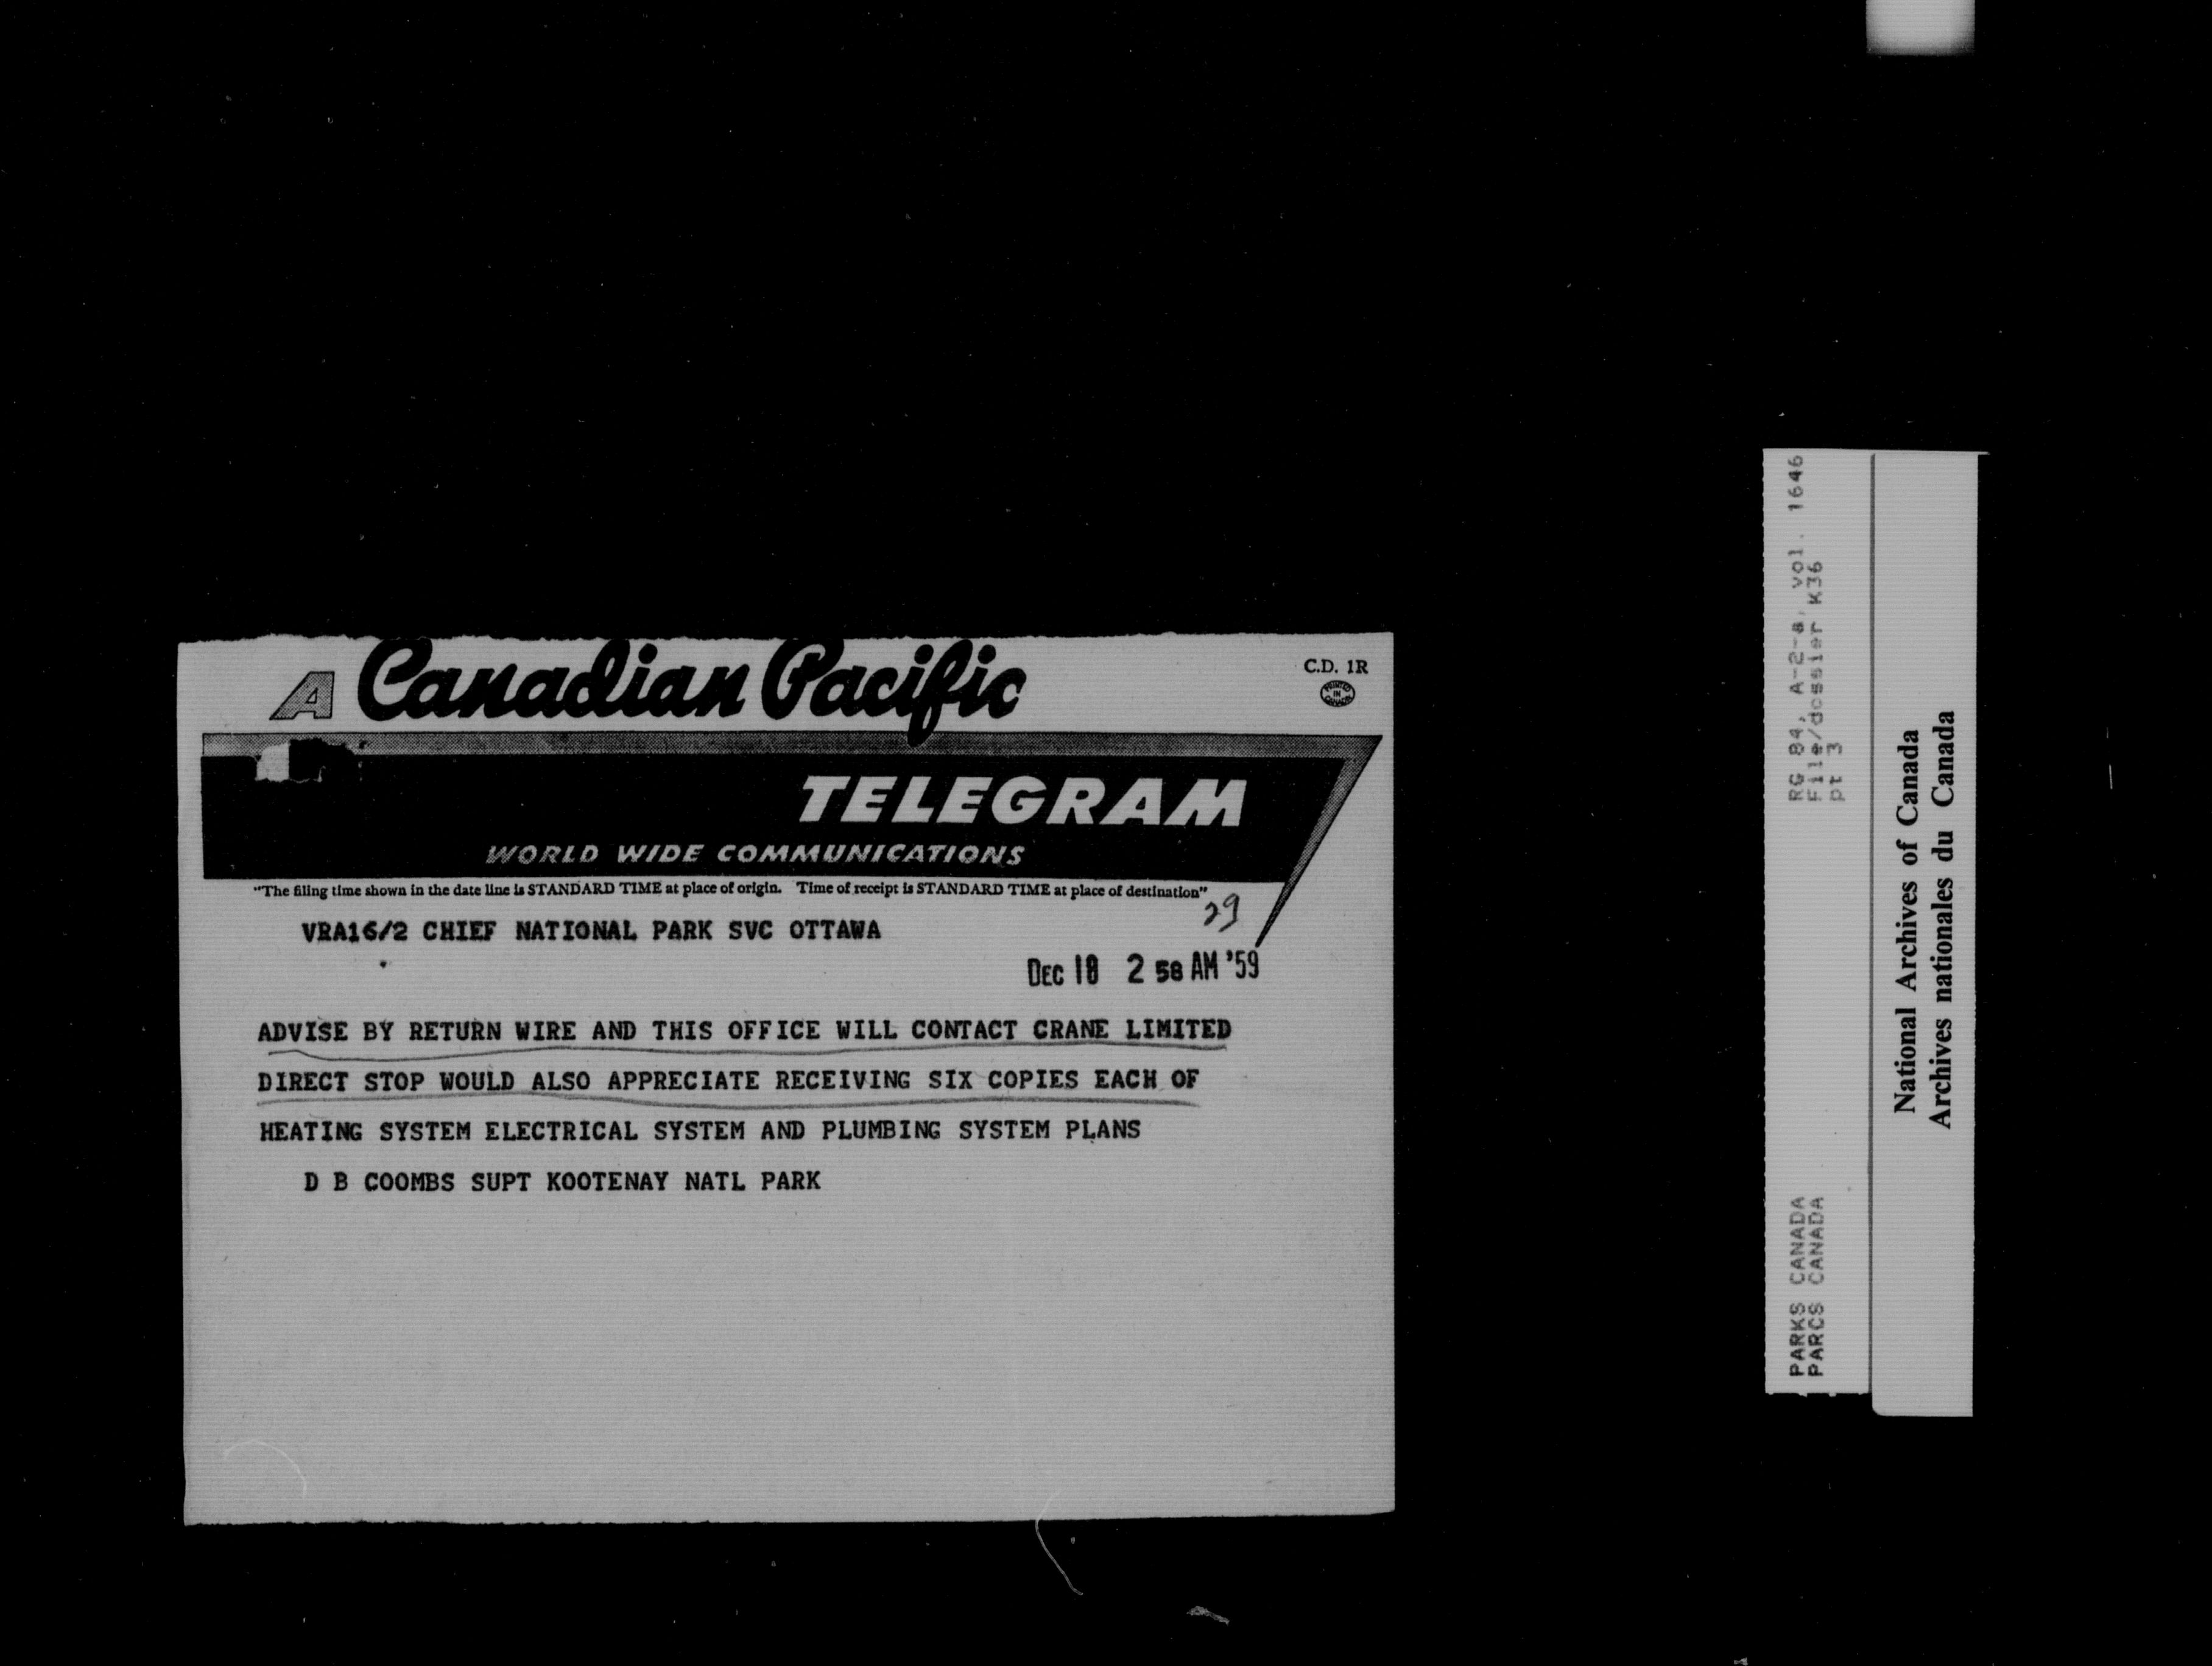 A Canadian Pacific
C.D. 1R
PRINTED
IN
CANADA
TELEGRAM
WORLD WIDE COMMUNICATIONS
"The filing time shown in the date line is STANDARD TIME at place of origin. Time of receipt is STANDARD TIME at place of destination"
29
VRA16/2 CHIEF NATIONAL PARK SVC OTTAWA
DEC 18 2 58 AM '59
ADVISE BY RETURN WIRE AND THIS OFFICE WILL CONTACT CRANE LIMITED
DIRECT STOP WOULD ALSO APPRECIATE RECEIVING SIX COPIES EACH OF
HEATING SYSTEM ELECTRICAL SYSTEM AND PLUMBING SYSTEM PLANS
D B COOMBS SUPT KOOTENAY NATL PARK
RG 84, A-2-a, vol. 1646
File/dossier K36
pt 3
PARKS CANADA
PARCS CANADA
National Archives of Canada
Archives nationales du Canada